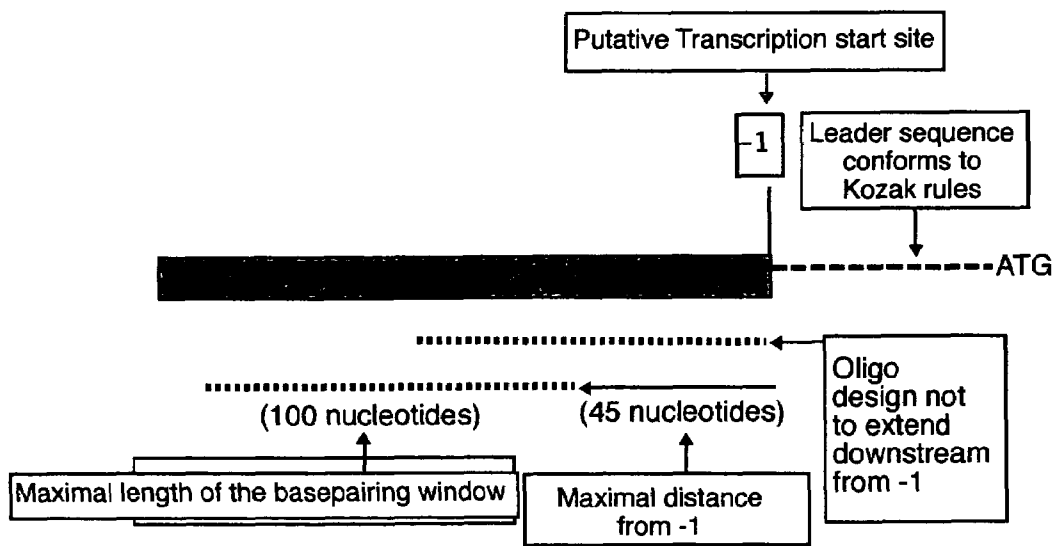 Putative Transcription start site
-1
Leader sequence
conforms to
Kozak rules
ATG
Oligo
design not
to extend
downstream
from -1
(100 nucleotides)
(45 nucleotides)
Maximal length of the basepairing window
Maximal distance
from -1